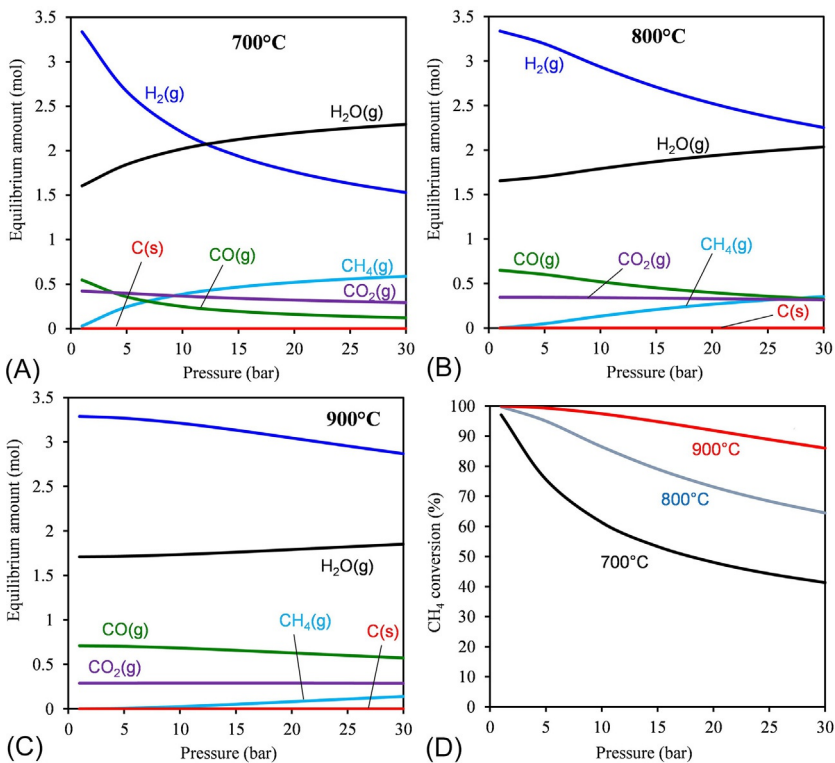 700°C
3.5
3
2.5
2
1.5
1
0.5
0
Equilibrium amount (mol)
H₂(g)
H₂O(g)
C(s)
CO(g)
CH₄(g)
CO₂(g)
0 5 10 15 20 25 30
Pressure (bar)
(A)
800°C
3.5
3
2.5
2
1.5
1
0.5
0
Equilibrium amount (mol)
H₂(g)
H₂O(g)
CO(g)
CO₂(g)
CH₄(g)
C(s)
0 5 10 15 20 25 30
Pressure (bar)
(B)
900°C
3.5
3
2.5
2
1.5
1
0.5
0
Equilibrium amount (mol)
H₂O(g)
CO(g)
CH₄(g)
C(s)
CO₂(g)
0 5 10 15 20 25 30
Pressure (bar)
(C)
100
90
80
70
60
50
40
30
20
10
0
CH₄ conversion (%)
900°C
800°C
700°C
0 5 10 15 20 25 30
Pressure (bar)
(D)